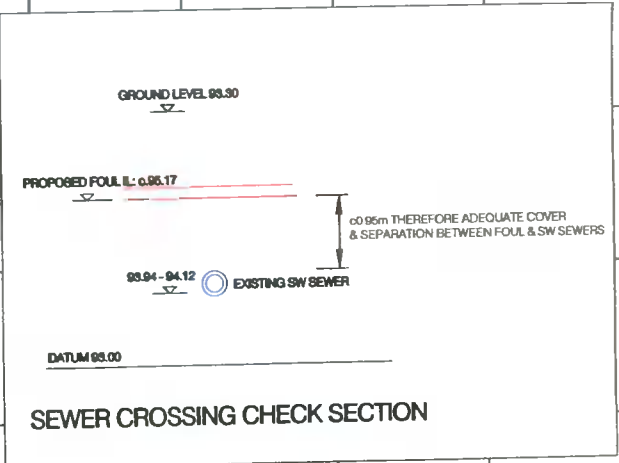 GROUND LEVEL 93.30
PROPOSED FOUL IL: c.95.17
c0.95m THEREFORE ADEQUATE COVER
& SEPARATION BETWEEN FOUL & SW SEWERS
93.94 - 94.12
EXISTING SW SEWER
DATUM 93.00
SEWER CROSSING CHECK SECTION